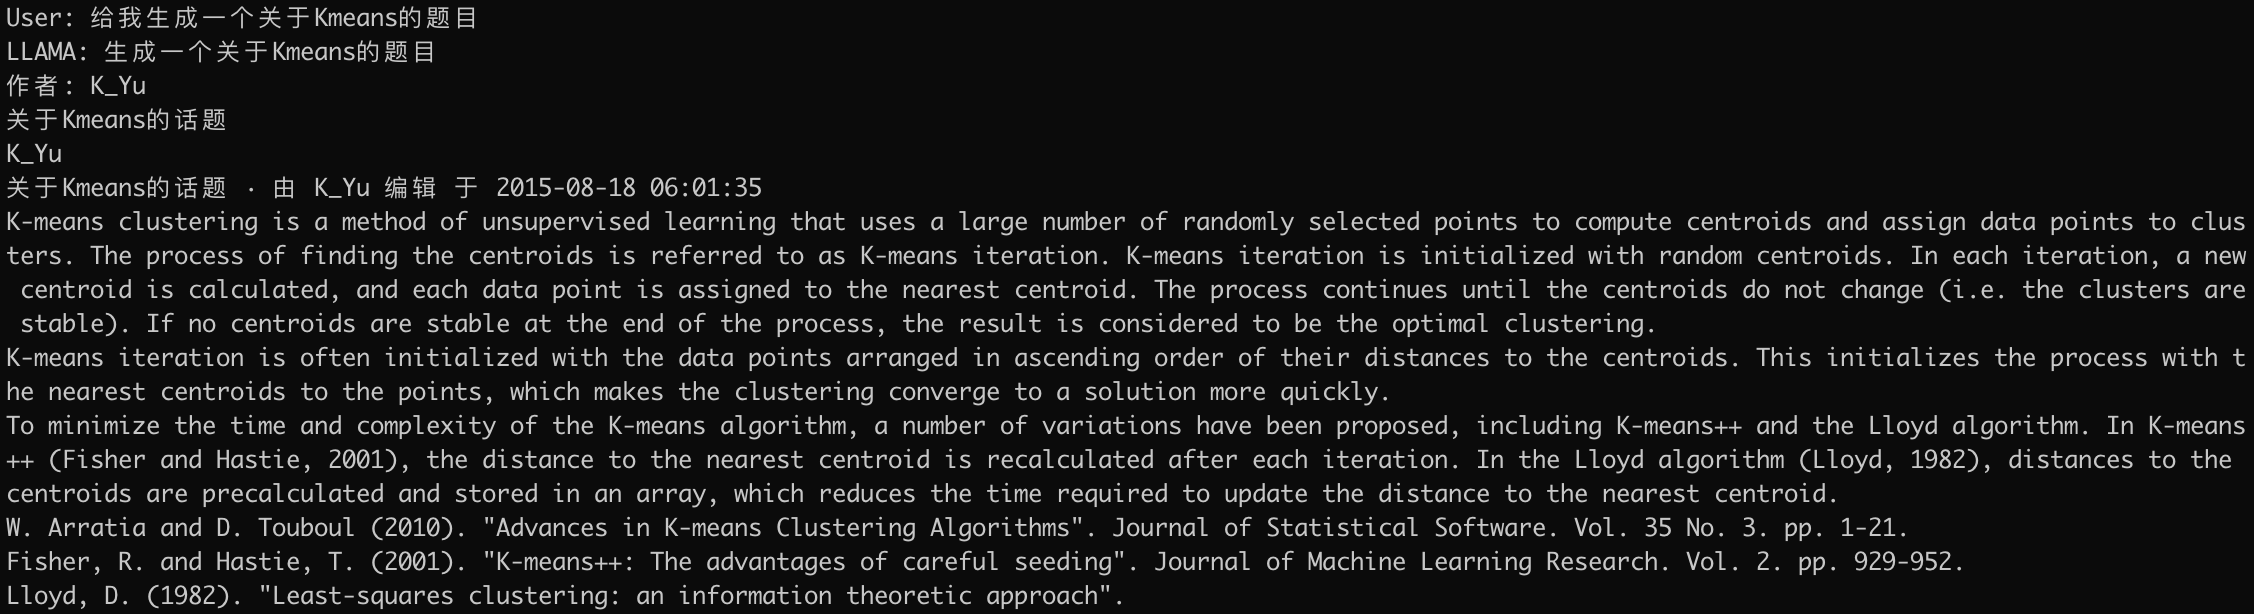 User: 给我生成一个关于Kmeans的题目
LLAMA: 生成一个关于Kmeans的题目
作者: K_Yu
关于Kmeans的话题
K_Yu
关于Kmeans的话题 · 由 K_Yu 编辑 于 2015-08-18 06:01:35
K-means clustering is a method of unsupervised learning that uses a large number of randomly selected points to compute centroids and assign data points to clus
ters. The process of finding the centroids is referred to as K-means iteration. K-means iteration is initialized with random centroids. In each iteration, a new
 centroid is calculated, and each data point is assigned to the nearest centroid. The process continues until the centroids do not change (i.e. the clusters are
 stable). If no centroids are stable at the end of the process, the result is considered to be the optimal clustering.
K-means iteration is often initialized with the data points arranged in ascending order of their distances to the centroids. This initializes the process with t
he nearest centroids to the points, which makes the clustering converge to a solution more quickly.
To minimize the time and complexity of the K-means algorithm, a number of variations have been proposed, including K-means++ and the Lloyd algorithm. In K-means
++ (Fisher and Hastie, 2001), the distance to the nearest centroid is recalculated after each iteration. In the Lloyd algorithm (Lloyd, 1982), distances to the
centroids are precalculated and stored in an array, which reduces the time required to update the distance to the nearest centroid.
W. Arratia and D. Touboul (2010). "Advances in K-means Clustering Algorithms". Journal of Statistical Software. Vol. 35 No. 3. pp. 1-21.
Fisher, R. and Hastie, T. (2001). "K-means++: The advantages of careful seeding". Journal of Machine Learning Research. Vol. 2. pp. 929-952.
Lloyd, D. (1982). "Least-squares clustering: an information theoretic approach".